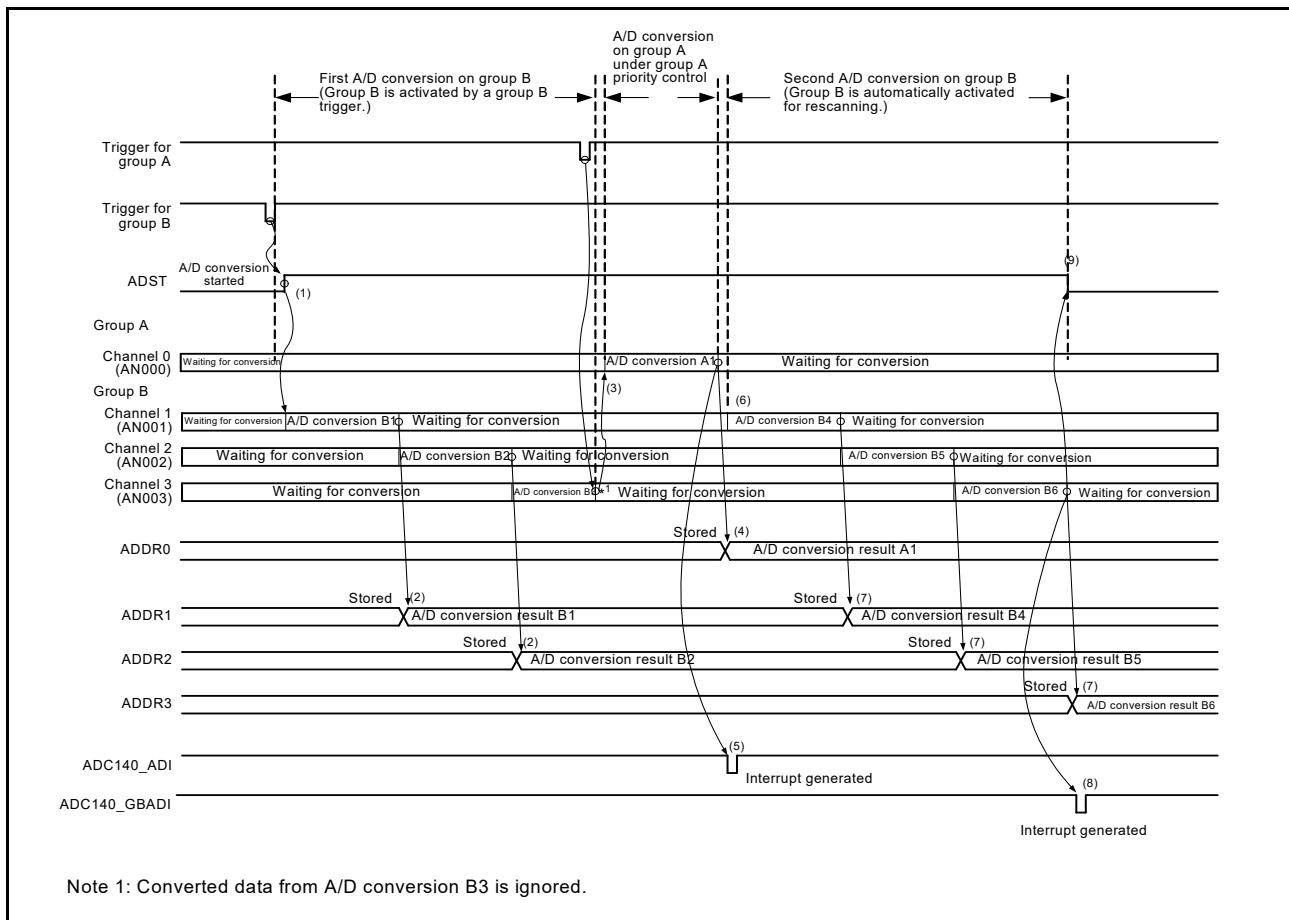 A/D conversion
on group A
under group A
priority control
First A/D conversion on group B
(Group B is activated by a group B
trigger.)
Second A/D conversion on group B
(Group B is automatically activated
for rescanning.)
Trigger for
group A
Trigger for
group B
A/D conversion
started
ADST
(1)
(9)
Group A
Channel 0
(AN000)
Waiting for conversion
A/D conversion A1
Waiting for conversion
(3)
Group B
(6)
Channel 1
(AN001)
Waiting for conversion
A/D conversion B1
Waiting for conversion
A/D conversion B4
Waiting for conversion
Channel 2
(AN002)
Waiting for conversion
A/D conversion B2
Waiting for conversion
A/D conversion B5
Waiting for conversion
Channel 3
(AN003)
Waiting for conversion
A/D conversion B3*1
Waiting for conversion
A/D conversion B6
Waiting for conversion
Stored (4)
ADDR0
A/D conversion result A1
Stored (2)
Stored (7)
ADDR1
A/D conversion result B1
A/D conversion result B4
Stored (2)
Stored (7)
ADDR2
A/D conversion result B2
A/D conversion result B5
Stored (7)
ADDR3
A/D conversion result B6
ADC140_ADI
(5)
Interrupt generated
ADC140_GBADI
(8)
Interrupt generated
Note 1: Converted data from A/D conversion B3 is ignored.